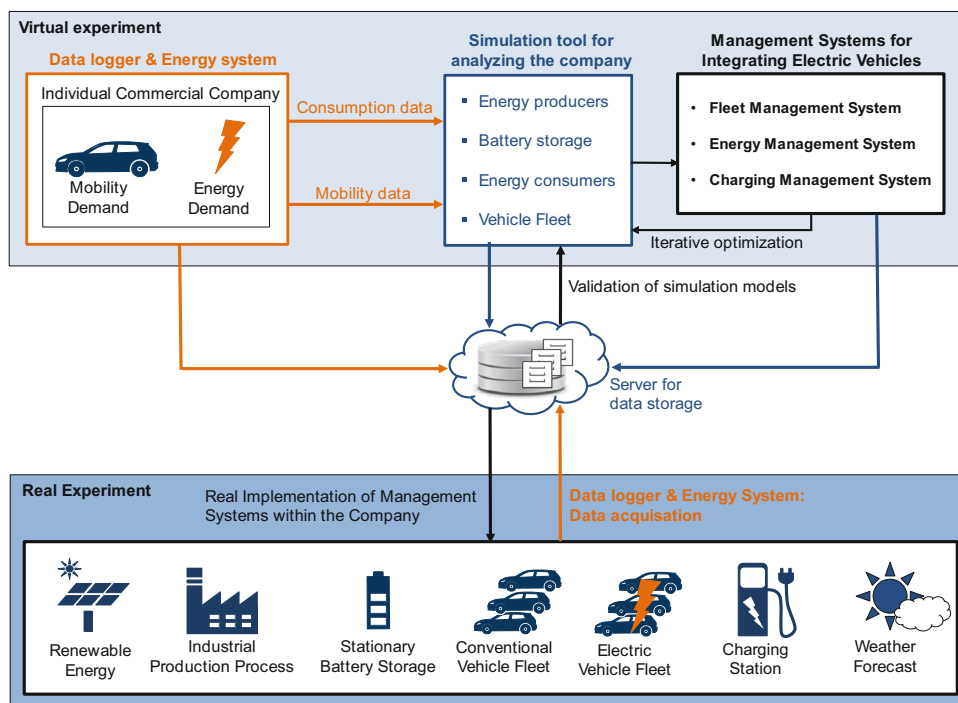 Virtual experiment
Data logger & Energy system
Individual Commercial Company
Mobility
Demand
Energy
Demand
Consumption data
Mobility data
Simulation tool for
analyzing the company
▪ Energy producers
▪ Battery storage
▪ Energy consumers
▪ Vehicle Fleet
Management Systems for
Integrating Electric Vehicles
• Fleet Management System
• Energy Management System
• Charging Management System
Iterative optimization
Validation of simulation models
Server for
data storage
Real Experiment
Real Implementation of Management
Systems within the Company
Data logger & Energy System:
Data acquisation
Renewable
Energy
Industrial
Production Process
Stationary
Battery Storage
Conventional
Vehicle Fleet
Electric
Vehicle Fleet
Charging
Station
Weather
Forecast